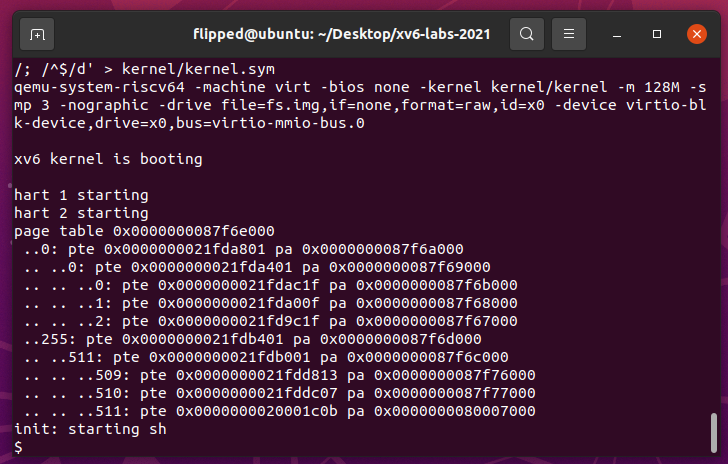 flipped@ubuntu: ~/Desktop/xv6-labs-2021
/; /^$/d' > kernel/kernel.sym
qemu-system-riscv64 -machine virt -bios none -kernel kernel/kernel -m 128M -s
mp 3 -nographic -drive file=fs.img,if=none,format=raw,id=x0 -device virtio-bl
k-device,drive=x0,bus=virtio-mmio-bus.0

xv6 kernel is booting

hart 1 starting
hart 2 starting
page table 0x0000000087f6e000
 ..0: pte 0x0000000021fda801 pa 0x0000000087f6a000
 .. ..0: pte 0x0000000021fda401 pa 0x0000000087f69000
 .. .. ..0: pte 0x0000000021fdac1f pa 0x0000000087f6b000
 .. .. ..1: pte 0x0000000021fda00f pa 0x0000000087f68000
 .. .. ..2: pte 0x0000000021fd9c1f pa 0x0000000087f67000
 ..255: pte 0x0000000021fdb401 pa 0x0000000087f6d000
 .. ..511: pte 0x0000000021fdb001 pa 0x0000000087f6c000
 .. .. ..509: pte 0x0000000021fdd813 pa 0x0000000087f76000
 .. .. ..510: pte 0x0000000021fddc07 pa 0x0000000087f77000
 .. .. ..511: pte 0x0000000020001c0b pa 0x0000000080007000
init: starting sh
$